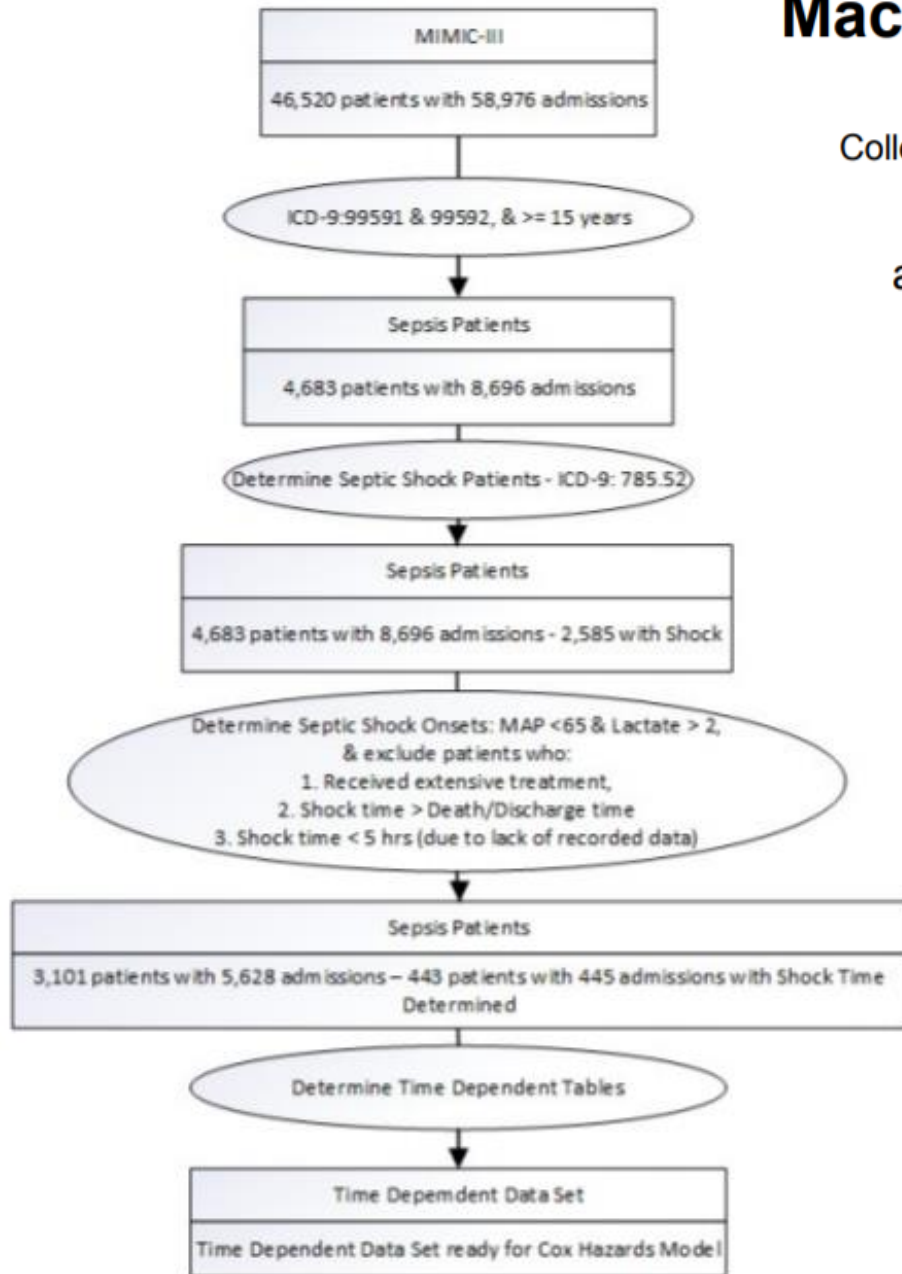 Mac
MIMIC-III
46,520 patients with 58,976 admissions
Colle
ICD-9:99591 & 99592, & >= 15 years
a
Sepsis Patients
4,683 patients with 8,696 admissions
Determine Septic Shock Patients - ICD-9: 785.52
Sepsis Patients
4,683 patients with 8,696 admissions - 2,585 with Shock
Determine Septic Shock Onsets: MAP <65 & Lactate > 2,
& exclude patients who:
1. Received extensive treatment,
2. Shock time > Death/Discharge time
3. Shock time < 5 hrs (due to lack of recorded data)
Sepsis Patients
3,101 patients with 5,628 admissions – 443 patients with 445 admissions with Shock Time
Determined
Determine Time Dependent Tables
Time Depemdent Data Set
Time Dependent Data Set ready for Cox Hazards Model